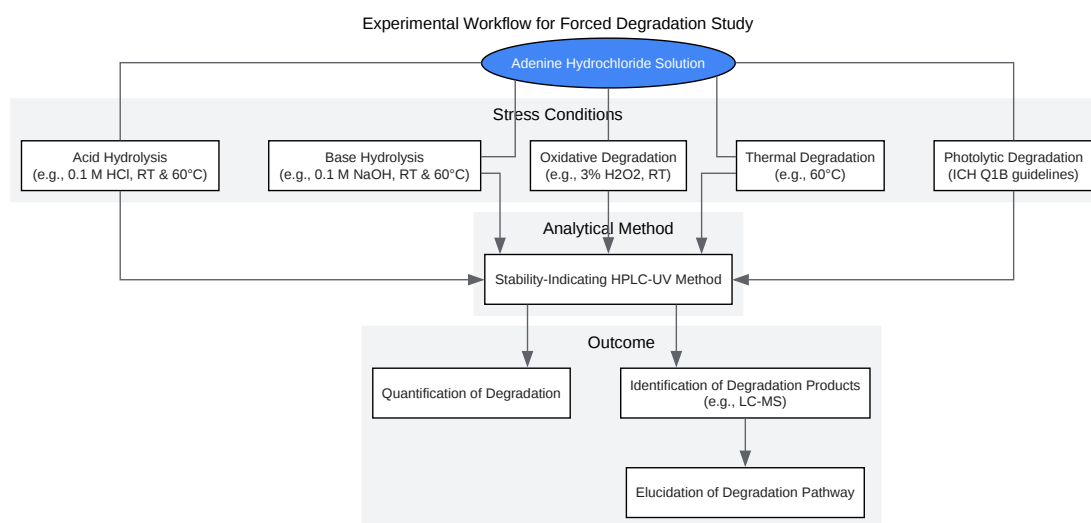 Experimental Workflow for Forced Degradation Study
Adenine Hydrochloride Solution
Stress Conditions
Acid Hydrolysis
(e.g., 0.1 M HCl, RT & 60°C)
Base Hydrolysis
(e.g., 0.1 M NaOH, RT & 60°C)
Oxidative Degradation
(e.g., 3% H2O2, RT)
Thermal Degradation
(e.g., 60°C)
Photolytic Degradation
(ICH Q1B guidelines)
Analytical Method
Stability-Indicating HPLC-UV Method
Outcome
Quantification of Degradation
Identification of Degradation Products
(e.g., LC-MS)
Elucidation of Degradation Pathway